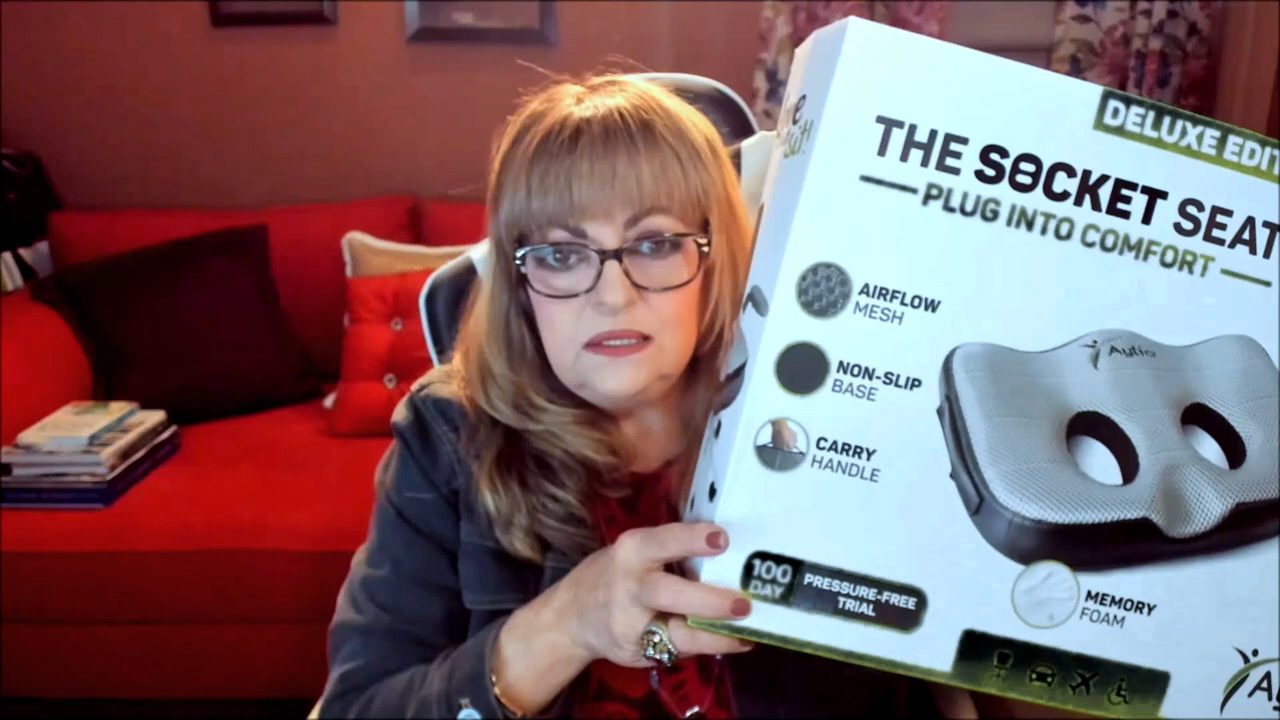 DELUXE EDIT
THE SOCKET SEAT
PLUG INTO COMFORT
AIRFLOW
MESH
Aylio
NON-SLIP
BASE
CARRY
HANDLE
100
DAY
PRESSURE-FREE
TRIAL
MEMORY
FOAM